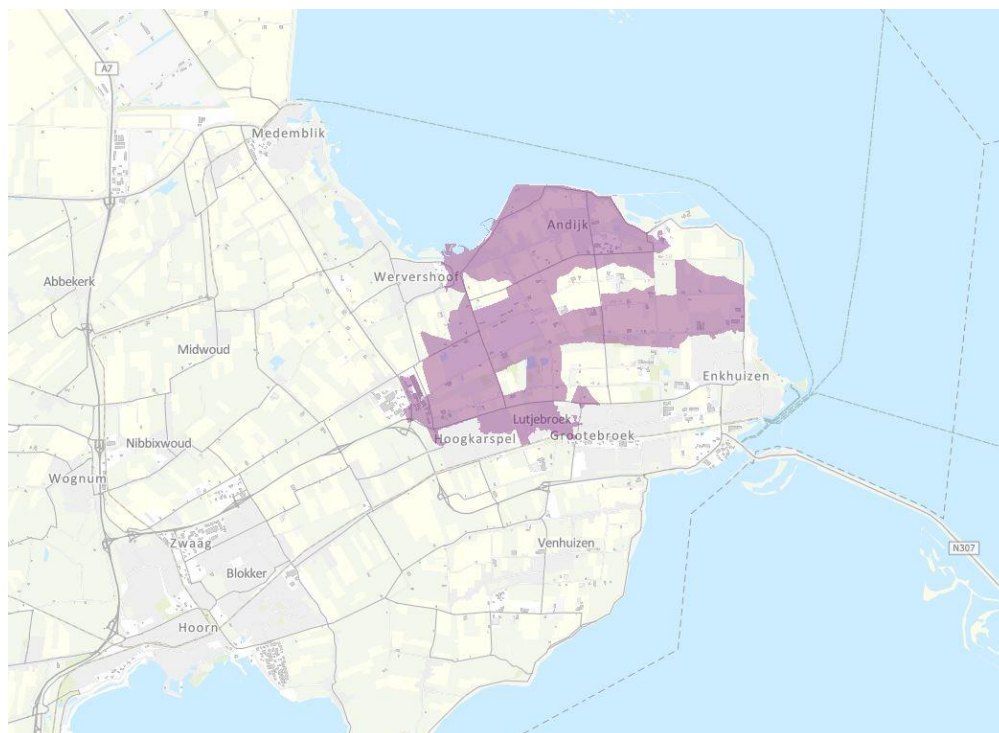 A7
Medemblik
Andijk
Wervershoof
Abbekerk
Midwoud
Enkhuizen
Lutjebroek
Hoogkarspel
Grootebroek
Nibbixwoud
Wognum
Zwaag
Venhuizen
N307
Blokker
Hoorn